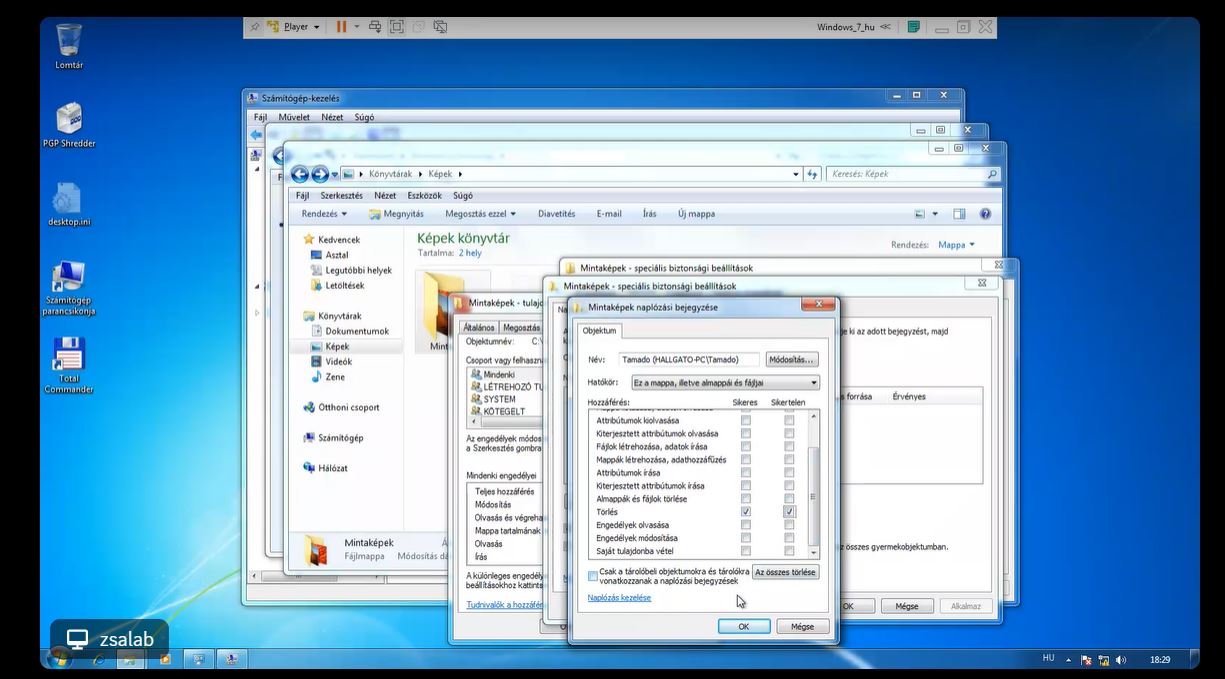 Player
Windows_7_hu
Lomtár
PGP Shredder
desktop.ini
Számítógép
parancsikonja
Total
Commander
Számítógép-kezelés
Fájl Művelet Nézet Súgó
Könyvtárak Képek
Keresés: Képek
Fájl Szerkesztés Nézet Eszközök Súgó
Rendezés Megnyitás Megosztás ezzel Diavetítés E-mail Írás Új mappa
Kedvencek
Asztal
Legutóbbi helyek
Letöltések
Könyvtárak
Dokumentumok
Képek
Videók
Zene
Otthoni csoport
Számítógép
Hálózat
Képek könyvtár
Tartalma: 2 hely
Rendezés: Mappa
Mint
Mintaképek
Fájlmappa Módosítás dá
Mintaképek - tulajd
Általános Megosztás
Objektumnév: C:\
Csoport vagy felhaszná
Mindenki
LÉTREHOZÓ TU
SYSTEM
KÖTEGELT
Az engedélyek módos
a Szerkesztés gombra
Mindenki engedélyei
Teljes hozzáférés
Módosítás
Olvasás és végreha
Mappa tartalmának
Olvasás
Írás
A különleges engedély
beállításokhoz kattints
Tudnivalók a hozzáfér
Mintaképek - speciális biztonsági beállítások
Mintaképek - speciális biztonsági beállítások
je ki az adott bejegyzést, majd
s forrása Érvényes
z összes gyermekobjektumban.
OK Mégse Alkalmaz
Mintaképek naplózási bejegyzése
Objektum
Név: Tamado (HALLGATO-PC\Tamado) Módosítás...
Hatókör: Ez a mappa, illetve almappái és fájljai
Hozzáférés: Sikeres Sikertelen
Attribútumok kiolvasása
Kiterjesztett attribútumok olvasása
Fájlok létrehozása, adatok írása
Mappák létrehozása, adathozzáfűzés
Attribútumok írása
Kiterjesztett attribútumok írása
Almappák és fájlok törlése
Törlés
Engedélyek olvasása
Engedélyek módosítása
Saját tulajdonba vétel
Csak a tárolóbeli objektumokra és tárolókra
vonatkozzanak a naplózási bejegyzések
Az összes törlése
Naplózás kezelése
OK Mégse
zsalab
HU
18:29